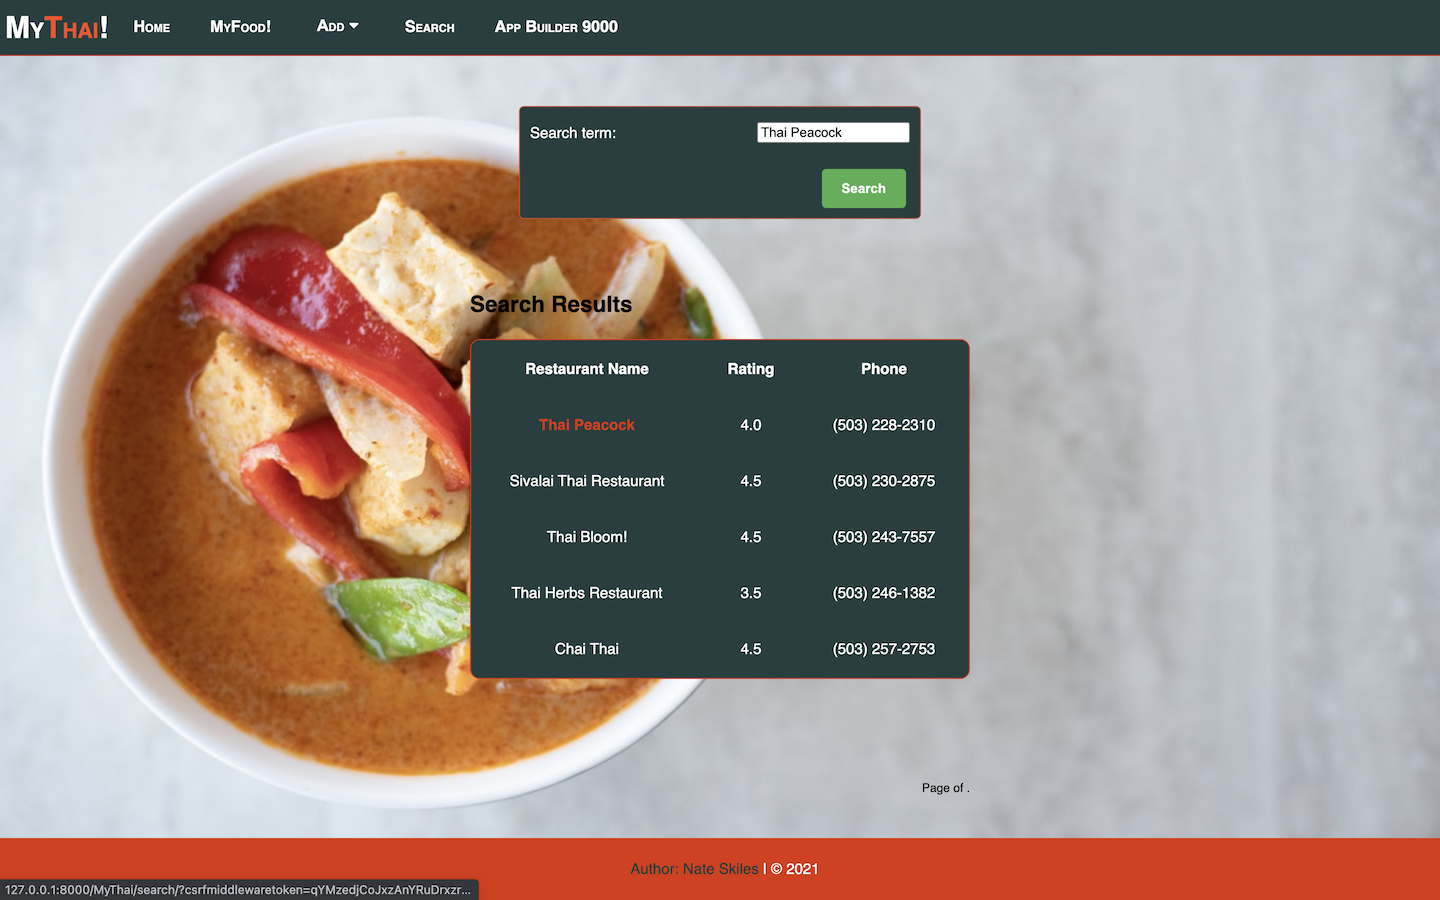 MyThai! Home MyFood! Add Search App Builder 9000
Search term: Thai Peacock
Search
Search Results
Restaurant Name Rating Phone
Thai Peacock 4.0 (503) 228-2310
Sivalai Thai Restaurant 4.5 (503) 230-2875
Thai Bloom! 4.5 (503) 243-7557
Thai Herbs Restaurant 3.5 (503) 246-1382
Chai Thai 4.5 (503) 257-2753
Page of .
Author: Nate Skiles | © 2021
127.0.0.1:8000/MyThai/search/?csrfmiddlewaretoken=qYMzedjCoJxzAnYRuDrxzr...